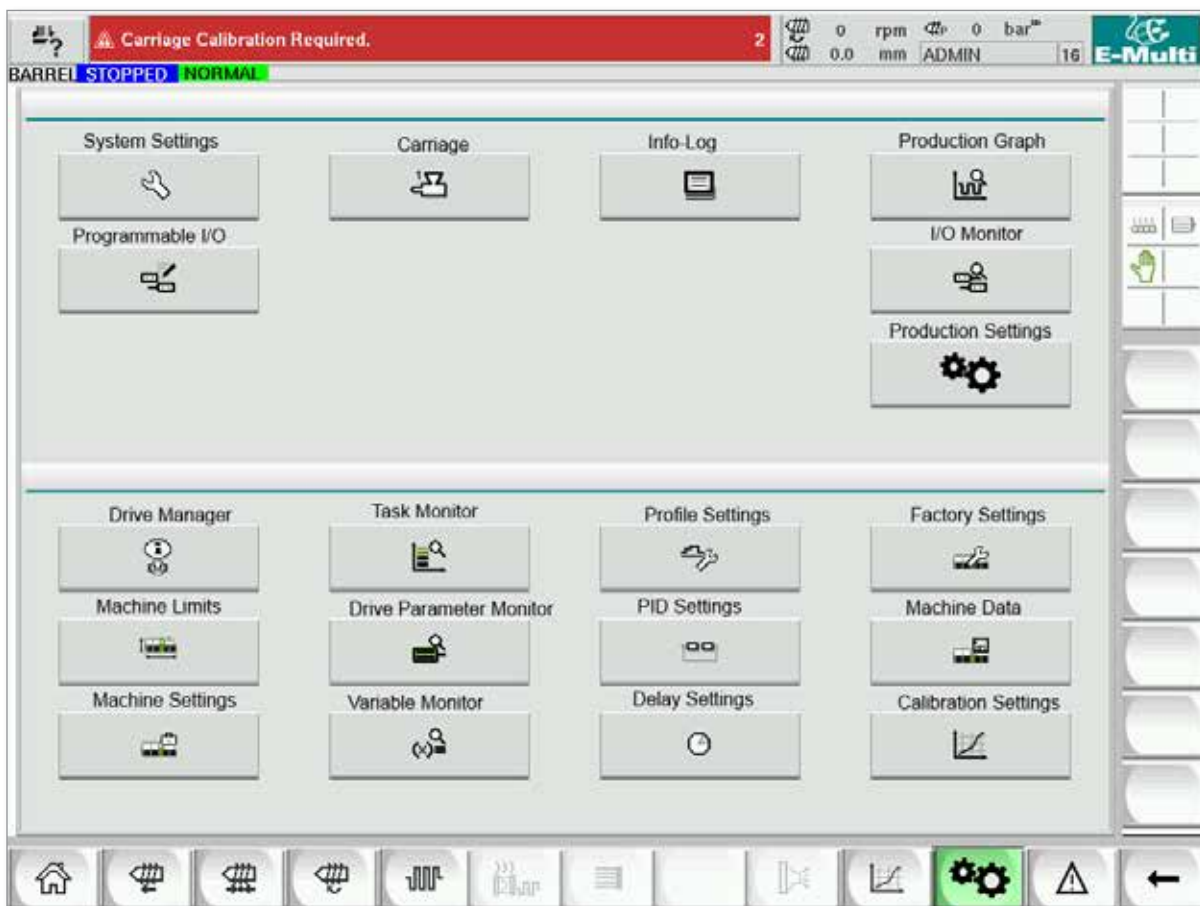 Carriage Calibration Required. 2
0 rpm 0 bar
0.0 mm ADMIN 16
E-Multi
BARREL STOPPED NORMAL
System Settings Carriage Info-Log Production Graph
Programmable I/O I/O Monitor
Production Settings
Drive Manager Task Monitor Profile Settings Factory Settings
Machine Limits Drive Parameter Monitor PID Settings Machine Data
Machine Settings Variable Monitor Delay Settings Calibration Settings